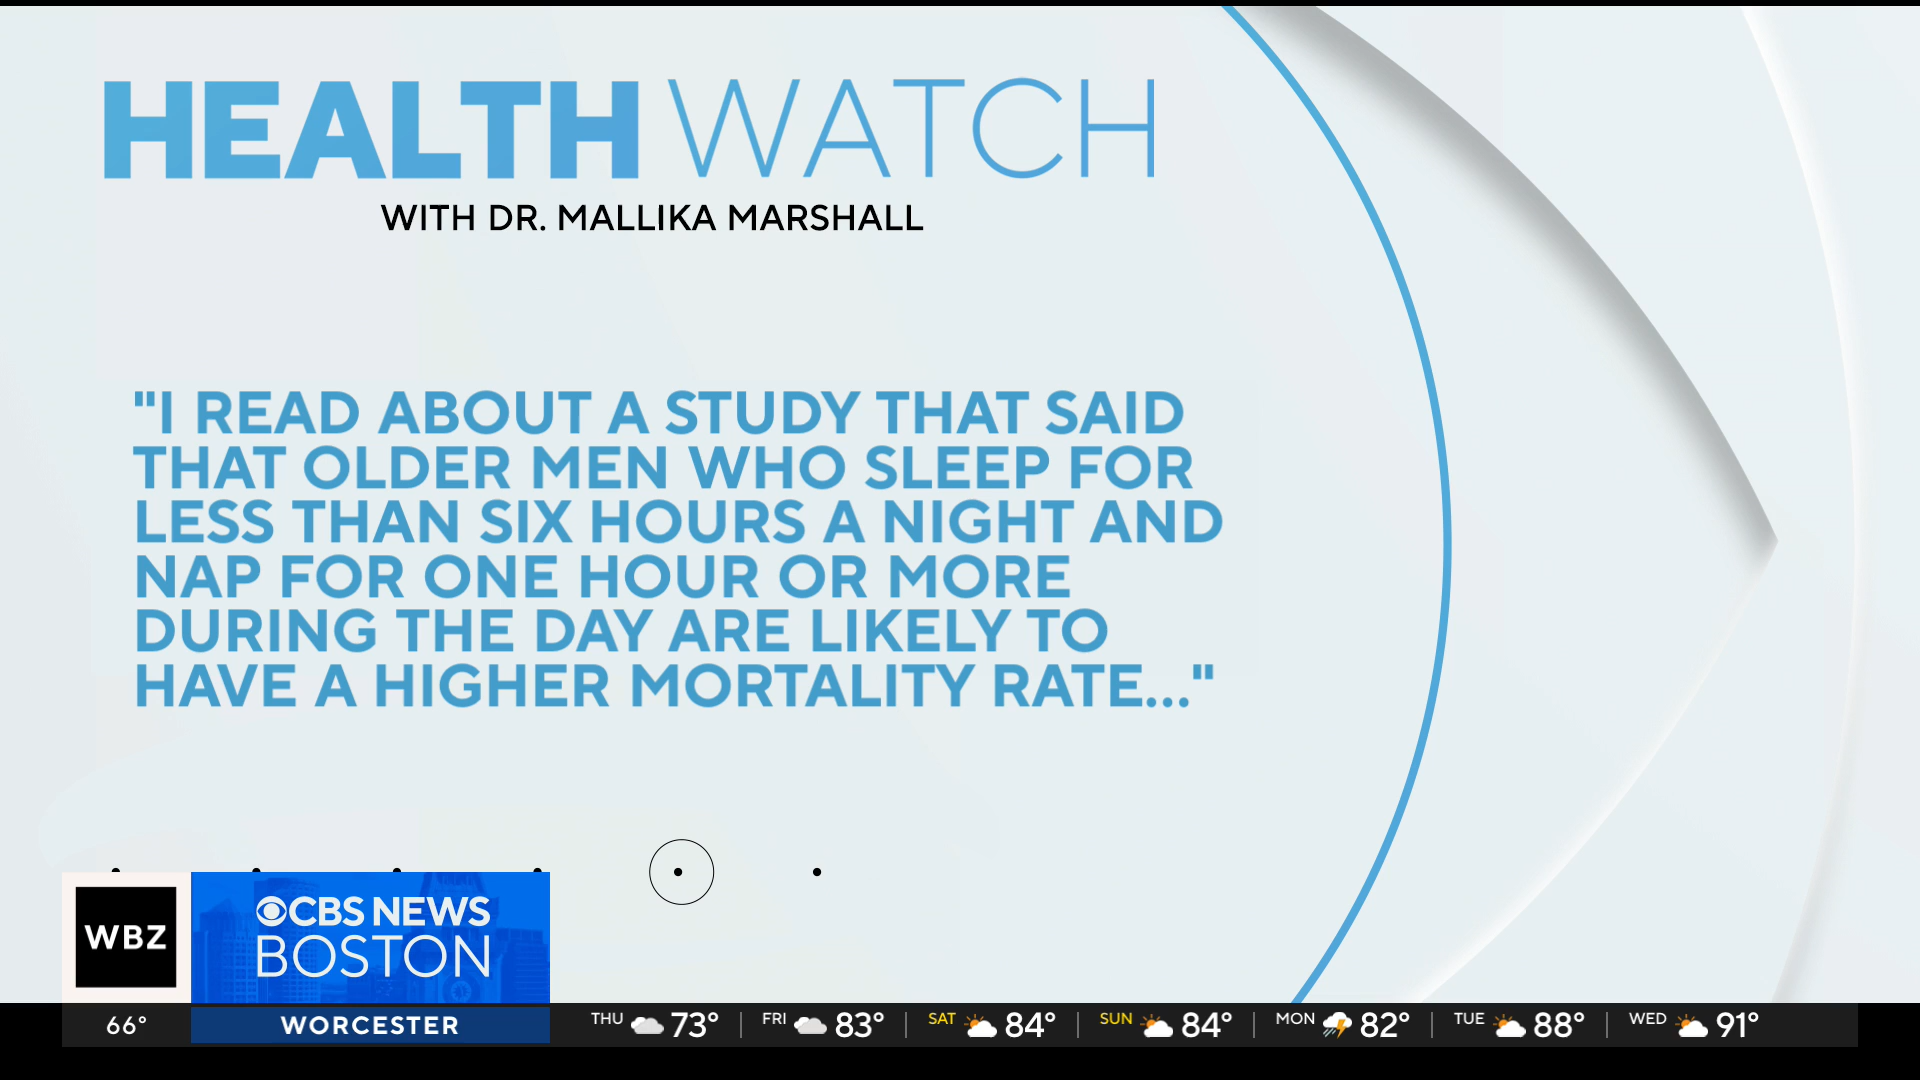 HEALTH WATCH
WITH DR. MALLIKA MARSHALL
"I READ ABOUT A STUDY THAT SAID
THAT OLDER MEN WHO SLEEP FOR
LESS THAN SIX HOURS A NIGHT AND
NAP FOR ONE HOUR OR MORE
DURING THE DAY ARE LIKELY TO
HAVE A HIGHER MORTALITY RATE..."
WBZ
CBS NEWS
BOSTON
66° WORCESTER THU 73° | FRI 83° | SAT 84° | SUN 84° | MON 82° | TUE 88° | WED 91°